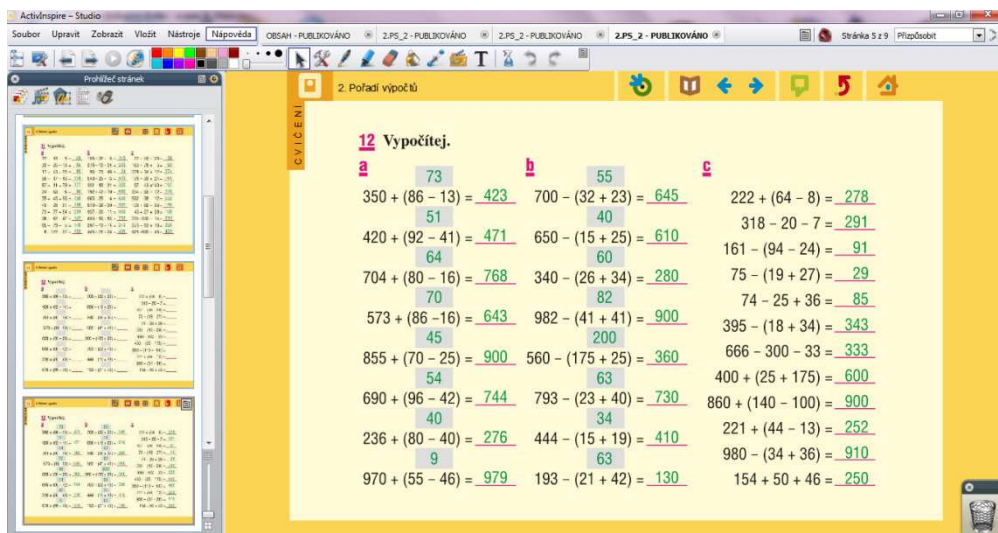 ActivInspire – Studio
Soubor Upravit Zobrazit Vložit Nástroje Nápověda OBSAH - PUBLIKOVÁNO 2.PS_2 - PUBLIKOVÁNO 2.PS_2 - PUBLIKOVÁNO 2.PS_2 - PUBLIKOVÁNO Stránka 5 z 9 Přizpůsobit
Prohlížeč stránek
2. Pořadí výpočtů
CVIČENÍ
12 Vypočítej.
a
73
350 + (86 – 13) = 423
51
420 + (92 – 41) = 471
64
704 + (80 – 16) = 768
70
573 + (86 –16) = 643
45
855 + (70 – 25) = 900
54
690 + (96 – 42) = 744
40
236 + (80 – 40) = 276
9
970 + (55 – 46) = 979
b
55
700 – (32 + 23) = 645
40
650 – (15 + 25) = 610
60
340 – (26 + 34) = 280
82
982 – (41 + 41) = 900
200
560 – (175 + 25) = 360
63
793 – (23 + 40) = 730
34
444 – (15 + 19) = 410
63
193 – (21 + 42) = 130
c
222 + (64 – 8) = 278
318 – 20 – 7 = 291
161 – (94 – 24) = 91
75 – (19 + 27) = 29
74 – 25 + 36 = 85
395 – (18 + 34) = 343
666 – 300 – 33 = 333
400 + (25 + 175) = 600
860 + (140 – 100) = 900
221 + (44 – 13) = 252
980 – (34 + 36) = 910
154 + 50 + 46 = 250